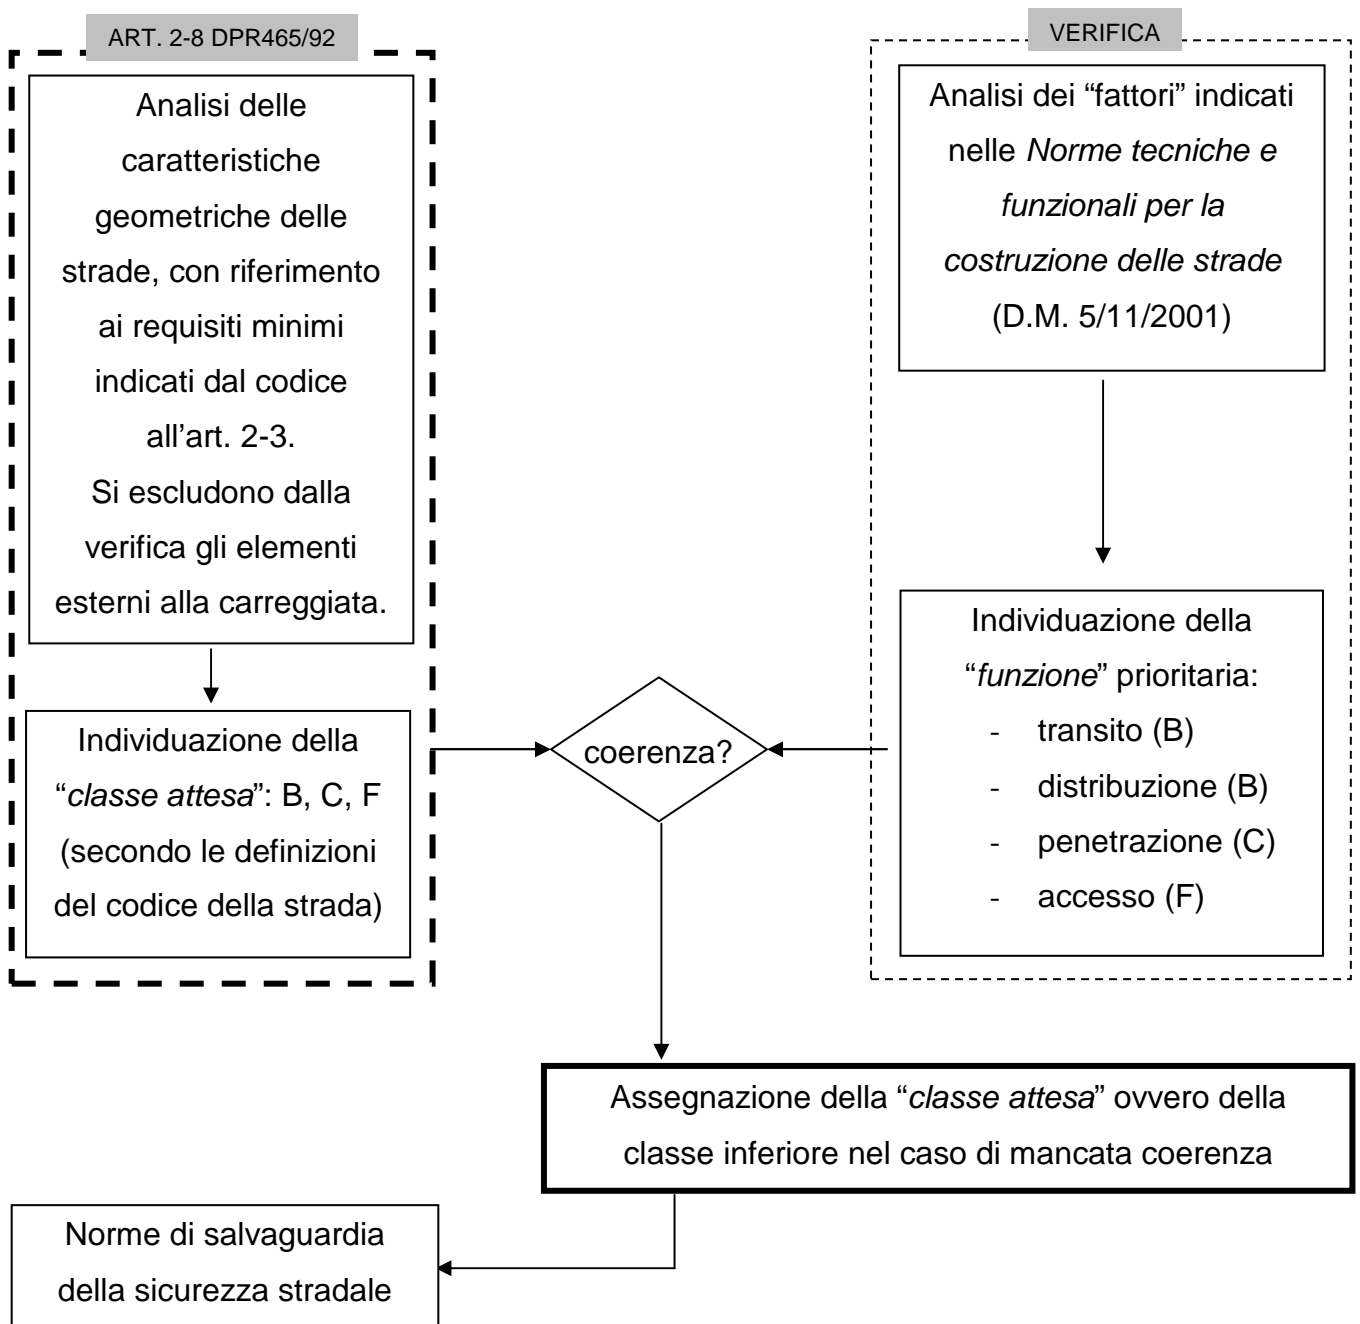 ART. 2-8 DPR465/92
Analisi delle
caratteristiche
geometriche delle
strade, con riferimento
ai requisiti minimi
indicati dal codice
all’art. 2-3.
Si escludono dalla
verifica gli elementi
esterni alla carreggiata.
Individuazione della
“classe attesa”: B, C, F
(secondo le definizioni
del codice della strada)
VERIFICA
Analisi dei “fattori” indicati
nelle Norme tecniche e
funzionali per la
costruzione delle strade
(D.M. 5/11/2001)
Individuazione della
“funzione” prioritaria:
- transito (B)
- distribuzione (B)
- penetrazione (C)
- accesso (F)
coerenza?
Assegnazione della “classe attesa” ovvero della
classe inferiore nel caso di mancata coerenza
Norme di salvaguardia
della sicurezza stradale